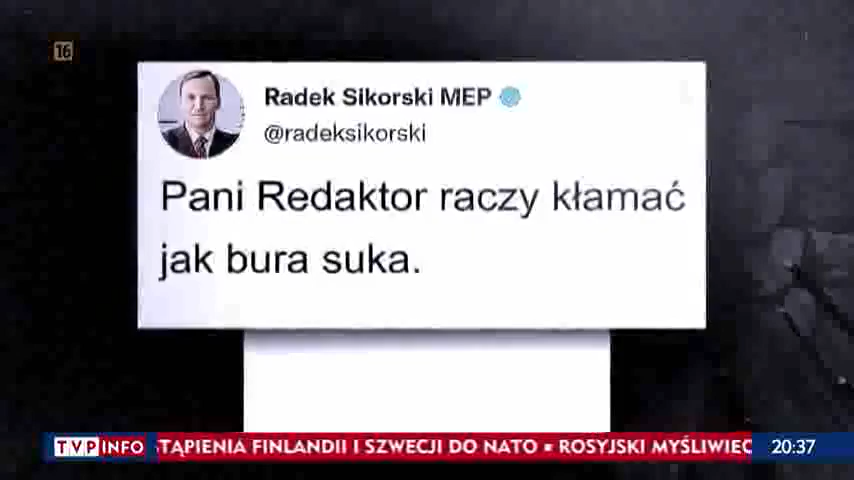 16
Radek Sikorski MEP
@radeksikorski
Pani Redaktor raczy kłamać
jak bura suka.
TVP INFO
STĄPIENIA FINLANDII I SZWECJI DO NATO ▪ ROSYJSKI MYŚLIWIEC
20:37